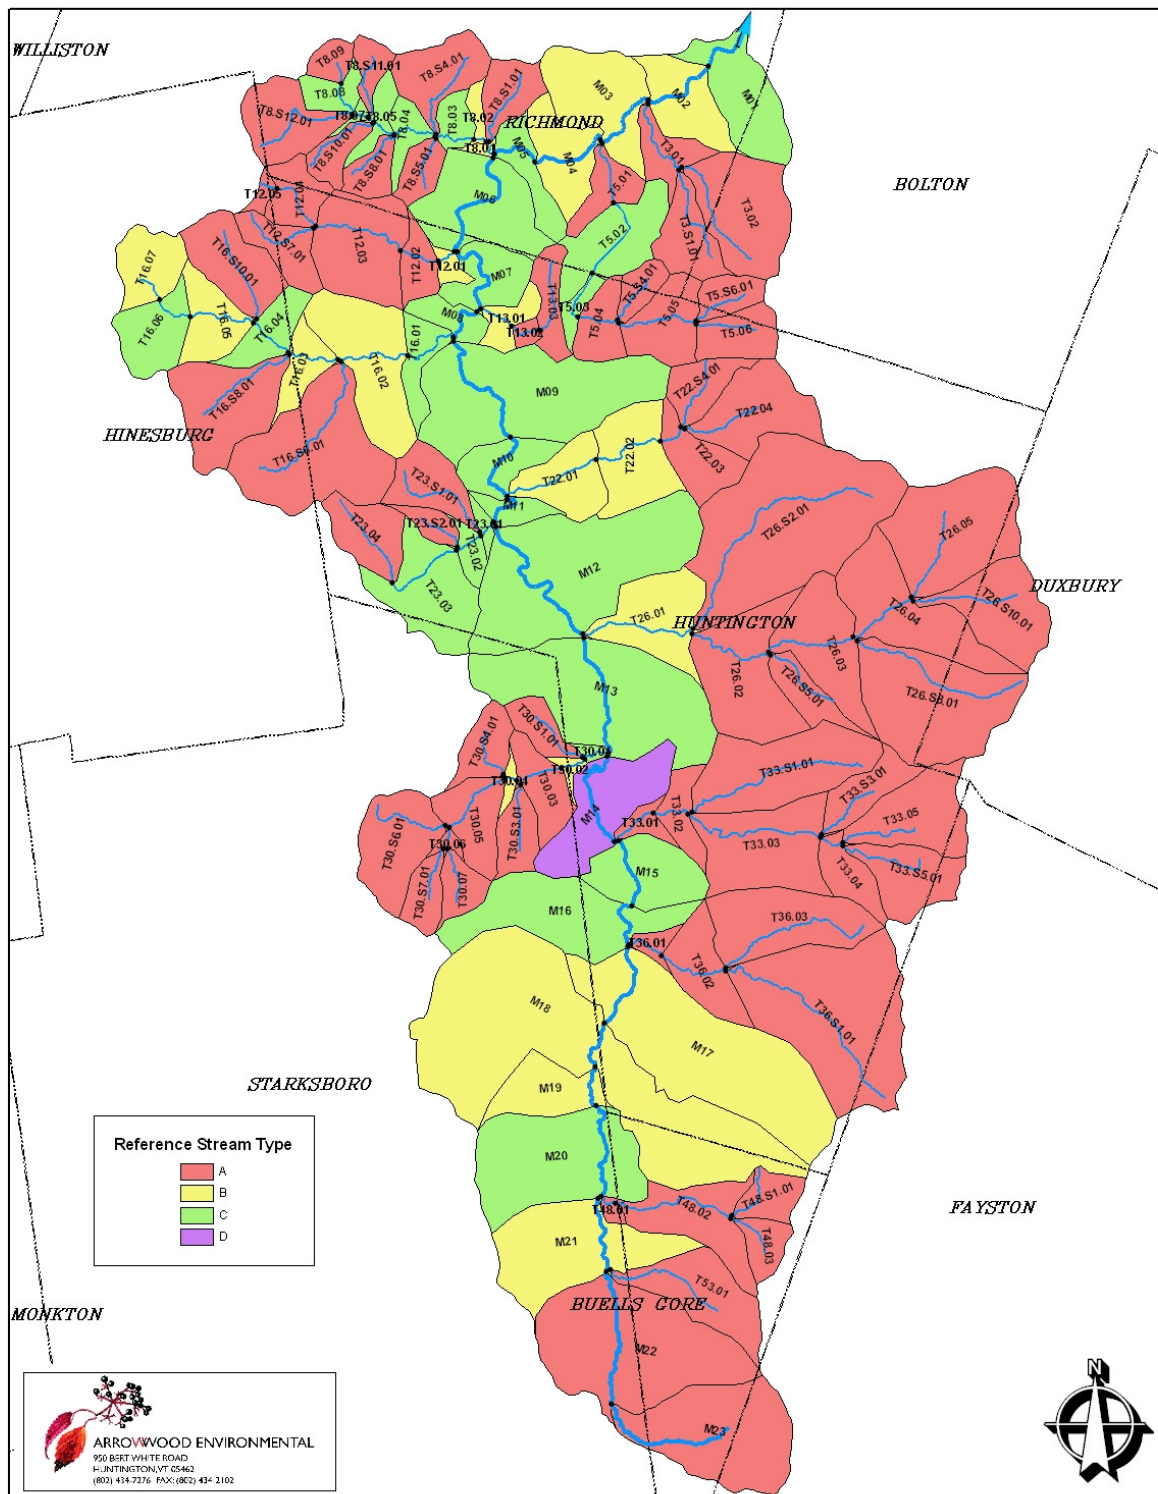 WILLISTON
T8.09
T8.S11.01
T8.S4.01
T8.08
T8.S12.01
T8.05
T8.04
T8.03
T8.02
T8.S1.01
RICHMOND
M03
M02
M01
T8.S10.01
T8.S8.01
T8.S5.01
T8.01
M05
M04
T3.01
BOLTON
T12.05
T12.04
M06
T5.01
T3.02
T12.S7.01
T12.03
T12.02
T5.02
T3.S1.01
T16.07
T16.S10.01
T12.01
M07
T13.03
T5.S4.01
T5.S6.01
T16.06
T16.05
T16.04
M08
T13.01
T13.02
T5.03
T5.04
T5.05
T5.06
T16.S8.01
T16.03
T16.02
T16.01
M09
T22.S4.01
T22.04
HINESBURG
T16.S6.01
M10
T22.01
T22.02
T22.03
T23.S1.01
M11
T23.04
T23.S2.01
T23.01
T23.02
T26.S2.01
T26.05
T23.03
M12
DUXBURY
T26.S10.01
T26.04
T26.01
HUNTINGTON
T26.03
T26.02
T26.S5.01
T26.S8.01
M13
T30.S4.01
T30.S1.01
T30.01
T30.02
T30.04
T30.03
T33.S1.01
T33.S3.01
M14
T33.01
T33.02
T33.05
T30.S6.01
T30.05
T30.S3.01
T33.03
T30.06
T33.04
T33.S5.01
T30.S7.01
T30.07
M15
M16
T36.03
T36.01
T36.02
M18
T36.S1.01
M17
STARKSBORO
M19
Reference Stream Type
A
B
C
D
M20
T48.S1.01
T48.01
T48.02
T48.03
FAYSTON
M21
T53.01
MONKTON
BUELLS GORE
M22
M23
N
ARROWWOOD ENVIRONMENTAL
950 BERT WHITE ROAD
HUNTINGTON, VT 05462
(802) 434-7276 FAX: (802) 434-2102